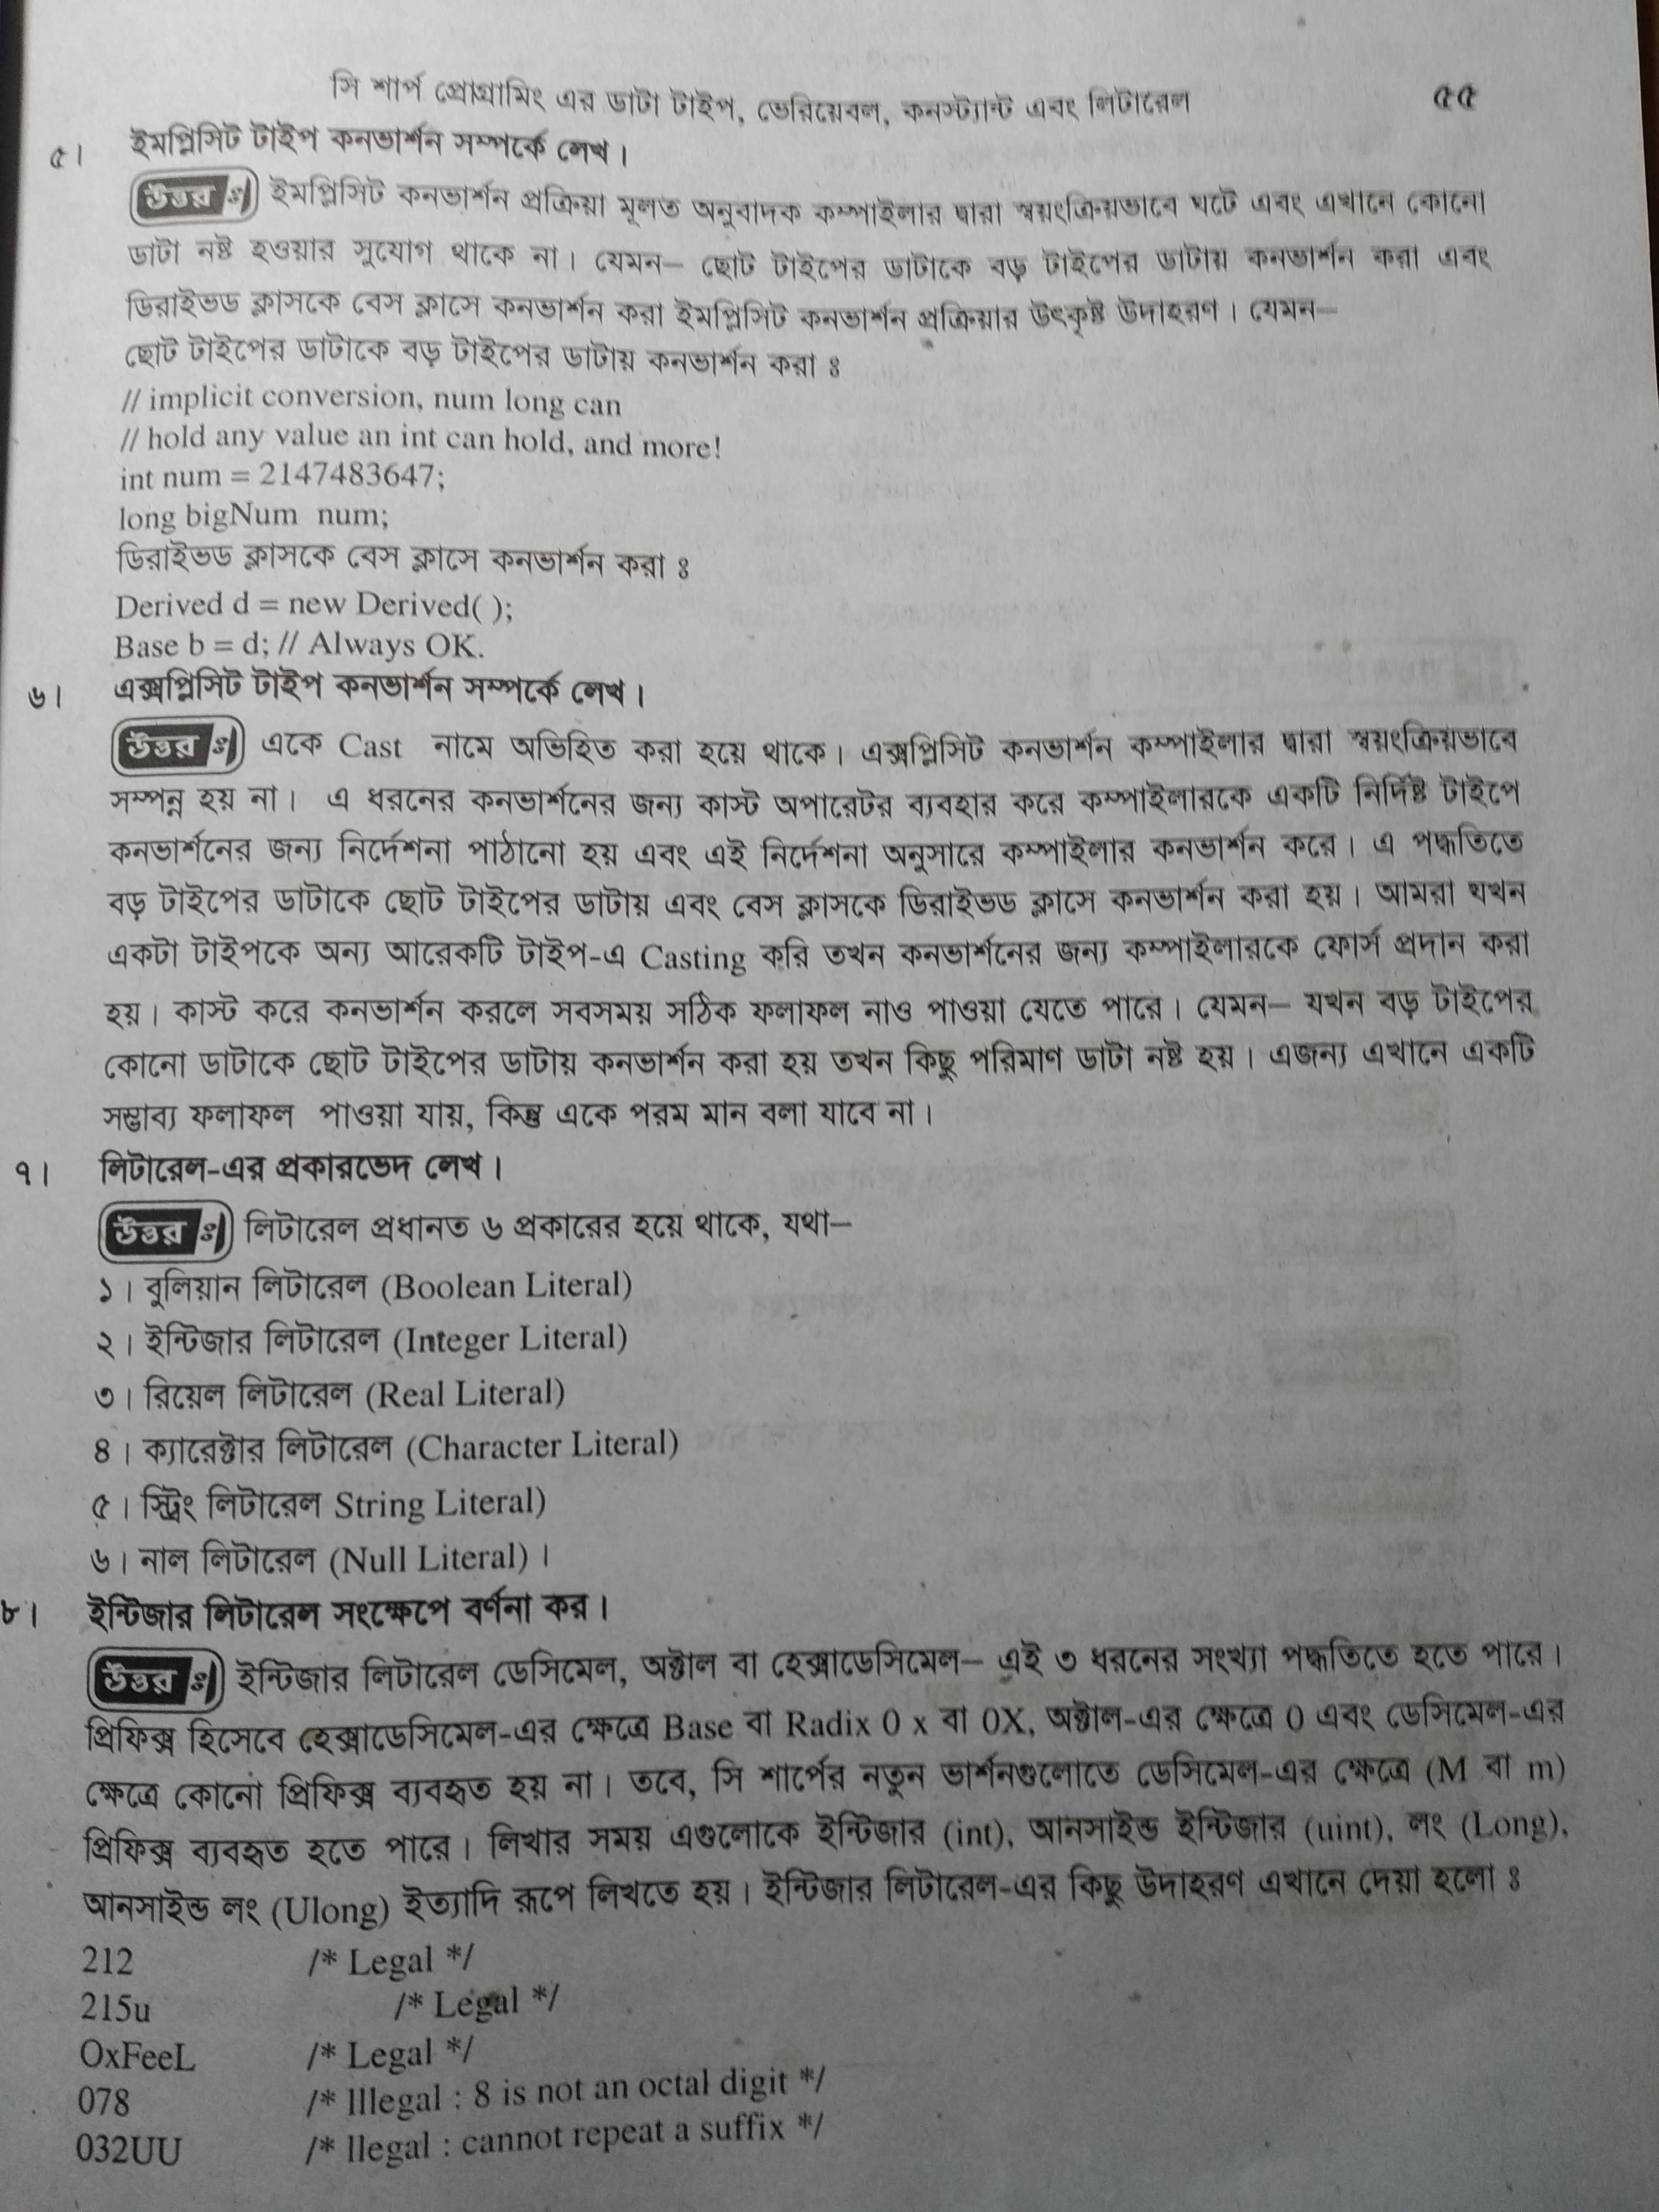 সি শার্প প্রোগ্রামিং এর ডাটা টাইপ, ভেরিয়েবল, কনস্ট্যান্ট এবং লিটারেল ৫৫
৫। ইমপ্লিসিট টাইপ কনভার্শন সম্পর্কে লেখ।
উত্তর ঃ ইমপ্লিসিট কনভার্শন প্রক্রিয়া মূলত অনুবাদক কম্পাইলার দ্বারা স্বয়ংক্রিয়ভাবে ঘটে এবং এখানে কোনো
ডাটা নষ্ট হওয়ার সুযোগ থাকে না। যেমন– ছোট টাইপের ডাটাকে বড় টাইপের ডাটায় কনভার্শন করা এবং
ডিরাইভড ক্লাসকে বেস ক্লাসে কনভার্শন করা ইমপ্লিসিট কনভার্শন প্রক্রিয়ার উৎকৃষ্ট উদাহরণ। যেমন–
ছোট টাইপের ডাটাকে বড় টাইপের ডাটায় কনভার্শন করা ঃ
// implicit conversion, num long can
// hold any value an int can hold, and more!
int num = 2147483647;
long bigNum num;
ডিরাইভড ক্লাসকে বেস ক্লাসে কনভার্শন করা ঃ
Derived d = new Derived( );
Base b = d; // Always OK.
৬। এক্সপ্লিসিট টাইপ কনভার্শন সম্পর্কে লেখ।
উত্তর ঃ একে Cast নামে অভিহিত করা হয়ে থাকে। এক্সপ্লিসিট কনভার্শন কম্পাইলার দ্বারা স্বয়ংক্রিয়ভাবে
সম্পন্ন হয় না। এ ধরনের কনভার্শনের জন্য কাস্ট অপারেটর ব্যবহার করে কম্পাইলারকে একটি নির্দিষ্ট টাইপে
কনভার্শনের জন্য নির্দেশনা পাঠানো হয় এবং এই নির্দেশনা অনুসারে কম্পাইলার কনভার্শন করে। এ পদ্ধতিতে
বড় টাইপের ডাটাকে ছোট টাইপের ডাটায় এবং বেস ক্লাসকে ডিরাইভড ক্লাসে কনভার্শন করা হয়। আমরা যখন
একটা টাইপকে অন্য আরেকটি টাইপ-এ Casting করি তখন কনভার্শনের জন্য কম্পাইলারকে ফোর্স প্রদান করা
হয়। কাস্ট করে কনভার্শন করলে সবসময় সঠিক ফলাফল নাও পাওয়া যেতে পারে। যেমন– যখন বড় টাইপের
কোনো ডাটাকে ছোট টাইপের ডাটায় কনভার্শন করা হয় তখন কিছু পরিমাণ ডাটা নষ্ট হয়। এজন্য এখানে একটি
সম্ভাব্য ফলাফল পাওয়া যায়, কিন্তু একে পরম মান বলা যাবে না।
৭। লিটারেল-এর প্রকারভেদ লেখ।
উত্তর ঃ লিটারেল প্রধানত ৬ প্রকারের হয়ে থাকে, যথা–
১। বুলিয়ান লিটারেল (Boolean Literal)
২। ইন্টিজার লিটারেল (Integer Literal)
৩। রিয়েল লিটারেল (Real Literal)
৪। ক্যারেক্টার লিটারেল (Character Literal)
৫। স্ট্রিং লিটারেল String Literal)
৬। নাল লিটারেল (Null Literal)।
৮। ইন্টিজার লিটারেল সংক্ষেপে বর্ণনা কর।
উত্তর ঃ ইন্টিজার লিটারেল ডেসিমেল, অক্টাল বা হেক্সাডেসিমেল– এই ৩ ধরনের সংখ্যা পদ্ধতিতে হতে পারে।
প্রিফিক্স হিসেবে হেক্সাডেসিমেল-এর ক্ষেত্রে Base বা Radix 0 x বা 0X, অক্টাল-এর ক্ষেত্রে 0 এবং ডেসিমেল-এর
ক্ষেত্রে কোনো প্রিফিক্স ব্যবহৃত হয় না। তবে, সি শার্পের নতুন ভার্শনগুলোতে ডেসিমেল-এর ক্ষেত্রে (M বা m)
প্রিফিক্স ব্যবহৃত হতে পারে। লিখার সময় এগুলোকে ইন্টিজার (int), আনসাইন্ড ইন্টিজার (uint), লং (Long),
আনসাইন্ড লং (Ulong) ইত্যাদি রূপে লিখতে হয়। ইন্টিজার লিটারেল-এর কিছু উদাহরণ এখানে দেয়া হলো ঃ
212 /* Legal */
215u /* Legal */
OxFeeL /* Legal */
078 /* Illegal : 8 is not an octal digit */
032UU /* llegal : cannot repeat a suffix */